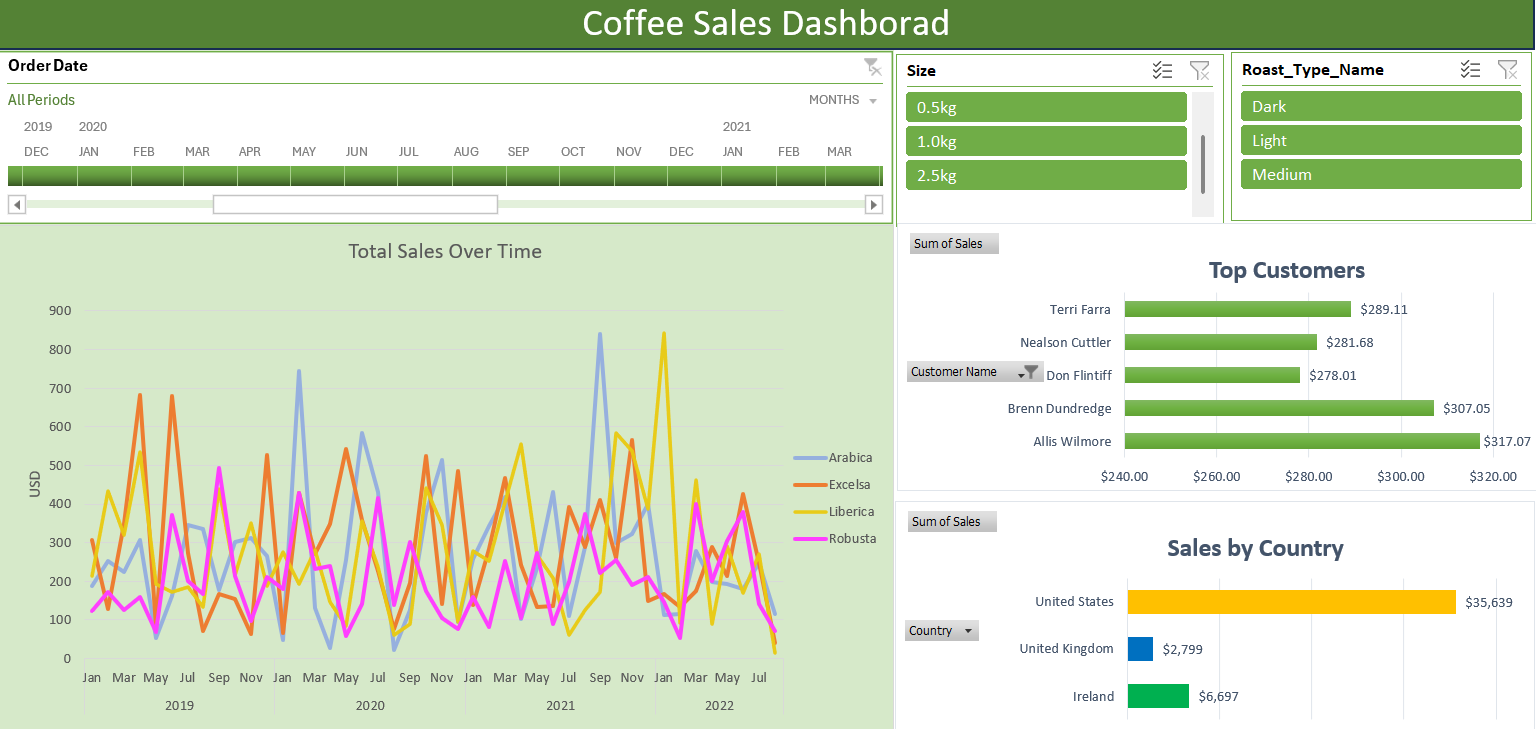 Coffee Sales Dashborad
Order Date
All Periods
MONTHS
2019 2020 2021
DEC JAN FEB MAR APR MAY JUN JUL AUG SEP OCT NOV DEC JAN FEB MAR
Size
0.5kg
1.0kg
2.5kg
Roast_Type_Name
Dark
Light
Medium
Total Sales Over Time
USD
900
800
700
600
500
400
300
200
100
0
Jan Mar May Jul Sep Nov Jan Mar May Jul Sep Nov Jan Mar May Jul Sep Nov Jan Mar May Jul
2019 2020 2021 2022
Arabica
Excelsa
Liberica
Robusta
Sum of Sales
Top Customers
Terri Farra $289.11
Nealson Cuttler $281.68
Customer Name
Don Flintiff $278.01
Brenn Dundredge $307.05
Allis Wilmore $317.07
$240.00 $260.00 $280.00 $300.00 $320.00
Sum of Sales
Sales by Country
United States $35,639
Country
United Kingdom $2,799
Ireland $6,697